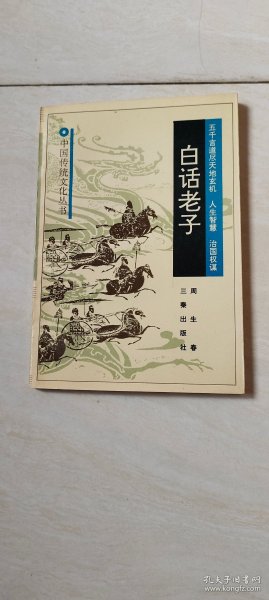 五千言道尽天地玄机 人生智慧 治国权谋
白话老子
周生春
三秦出版社
中国传统文化丛书
孔夫子旧书网